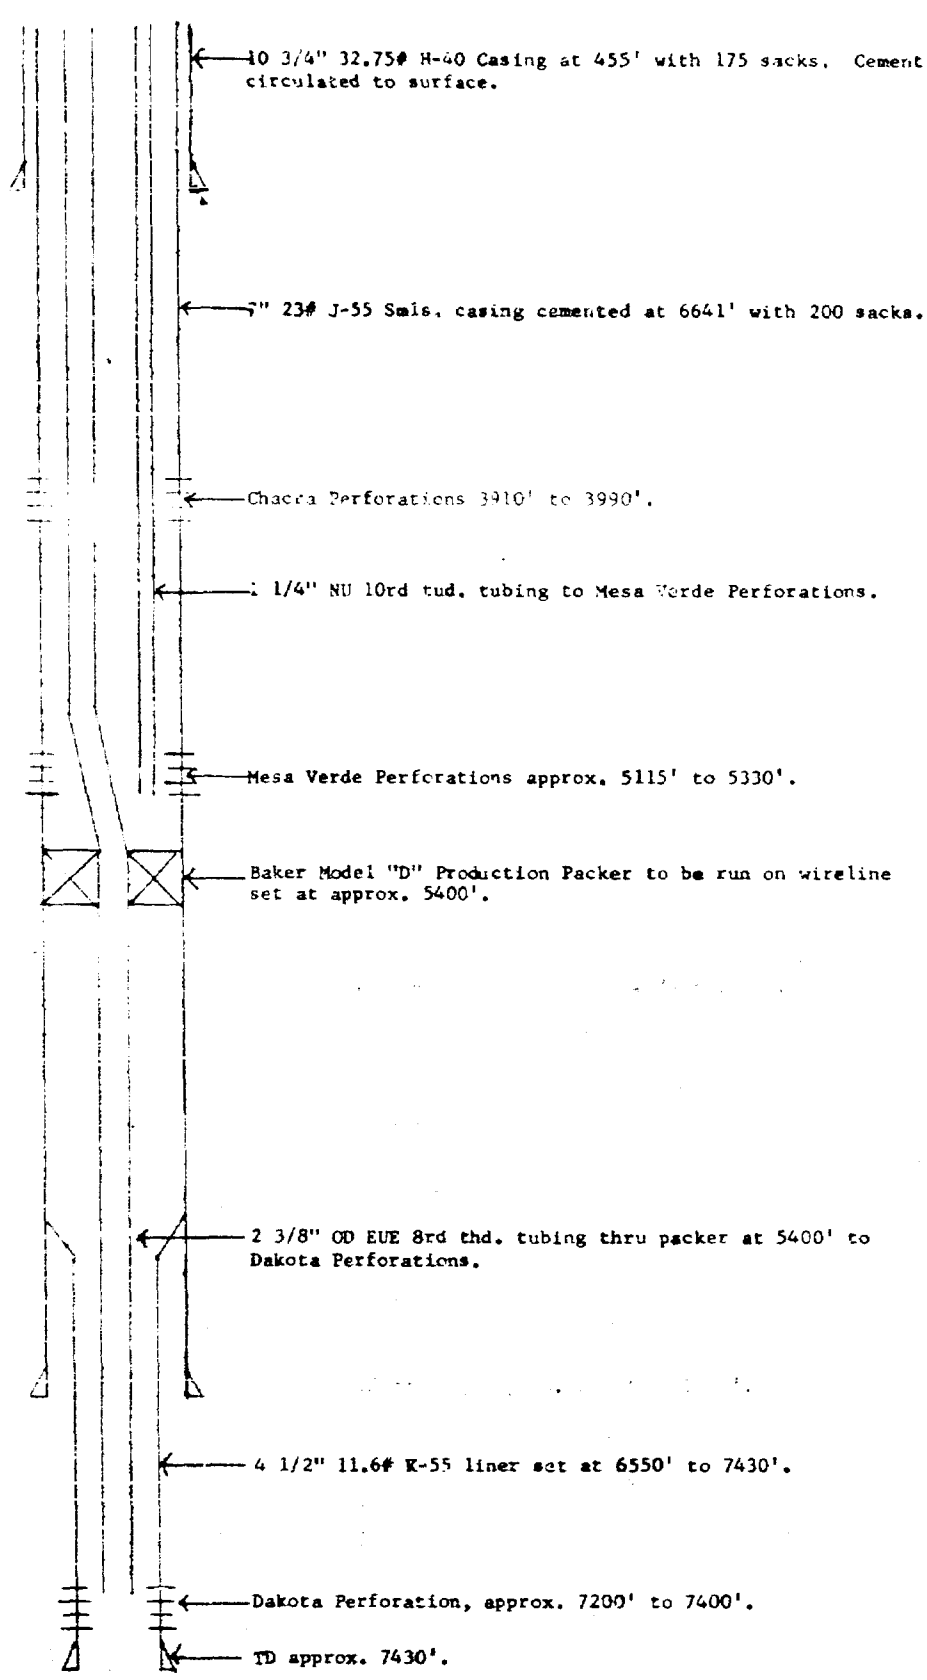 10 3/4" 32.75# H-40 Casing at 455' with 175 sacks. Cement
circulated to surface.
7" 23# J-55 Smls. casing cemented at 6641' with 200 sacks.
Chacra Perforations 3910' to 3990'.
1/4" NU 10rd tud. tubing to Mesa Verde Perforations.
Mesa Verde Perforations approx. 5115' to 5330'.
Baker Model "D" Production Packer to be run on wireline
set at approx. 5400'.
2 3/8" OD EUE 8rd thd. tubing thru packer at 5400' to
Dakota Perforations.
4 1/2" 11.6# K-55 liner set at 6550' to 7430'.
Dakota Perforation, approx. 7200' to 7400'.
TD approx. 7430'.